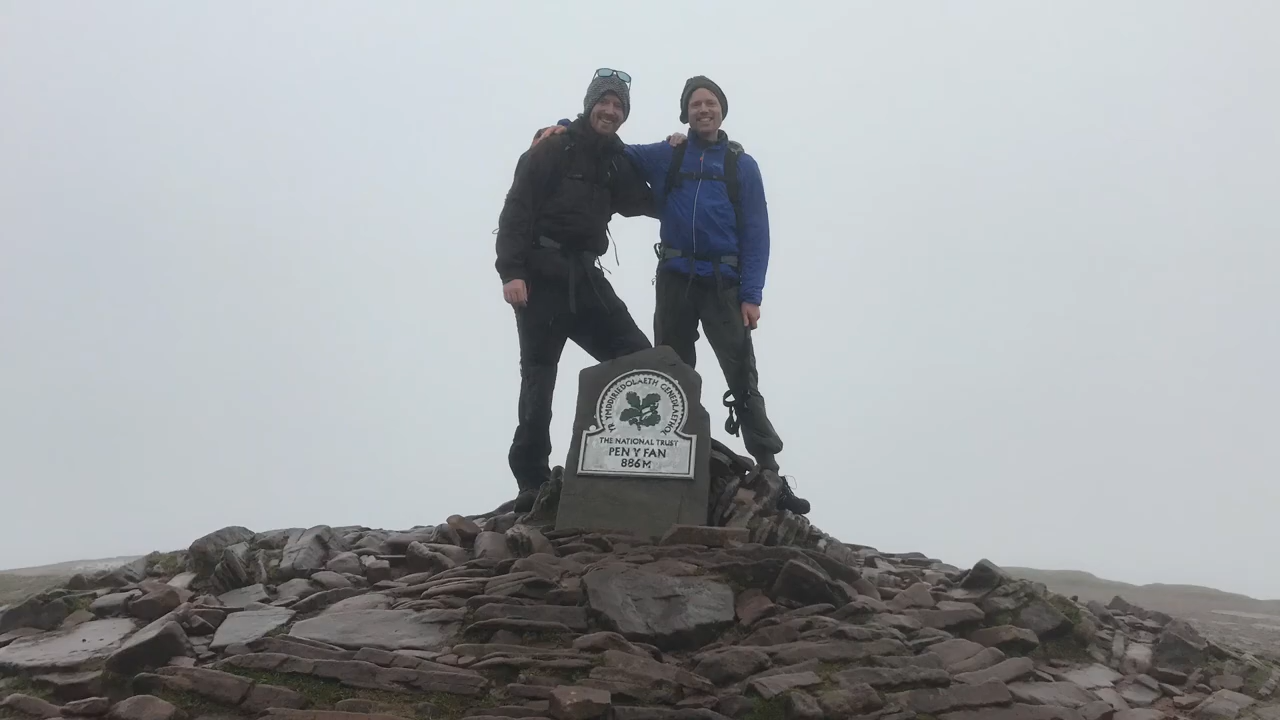 YR YMDDIRIEDOLAETH GENEDLAETHOL
THE NATIONAL TRUST
PEN Y FAN
886M